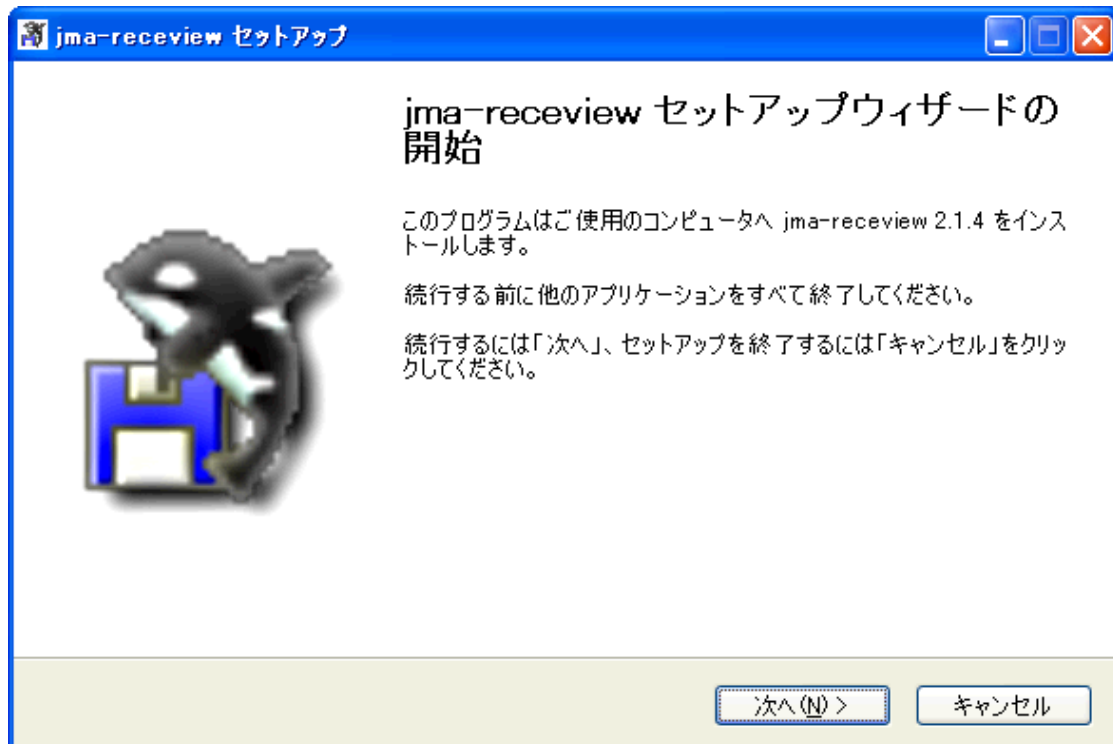 jma-receview セットアップ
jma-receview セットアップウィザードの
開始
このプログラムはご使用のコンピュータへ jma-receview 2.1.4 をインス
トールします。
続行する前に他のアプリケーションをすべて終了してください。
続行するには「次へ」、セットアップを終了するには「キャンセル」をクリッ
クしてください。
次へ(N) >
キャンセル